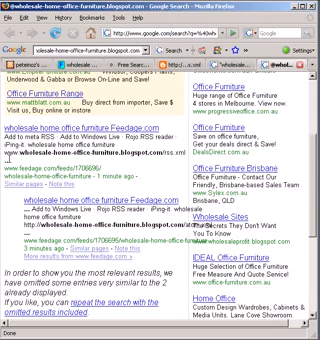 @wholesale-home-office-furniture.blogspot.com - Google Search - Mozilla Firefox
File Edit View History Bookmarks Tools Help
http://www.google.com/search?q=%40wh
Google
wholesale-home-office-furniture.blogspot.com
Search
Settings
peteinoz's
wholesale
Google
wholesale
@whol...
Windows, Coopers Plains,
Underwood & Gabba or Browse On-Line and Save!
Office Furniture Range
www.mattblatt.com.au Buy direct from importer, Save $
Visit us, Buy online or instore
wholesale home office furniture Feedage.com
Add to meta RSS · Add to Windows Live · Rojo RSS reader ·
iPing-it. wholesale home office furniture
www.wholesale-home-office-furniture.blogspot.com/rss.xml
...
www.feedage.com/feeds/1706696/ - 1 minute ago -
Similar pages - Note this
wholesale home office furniture Feedage.com
... Add to Windows Live · Rojo RSS reader · iPing-it. wholesale
home office furniture
http://wholesale-home-office-furniture.blogspot.com/
...
www.feedage.com/feeds/1706695/wholesale-home-office-furniture
3 minutes ago - Similar pages - Note this
More results from www.feedage.com »
In order to show you the most relevant results, we
have omitted some entries very similar to the 2
already displayed.
If you like, you can repeat the search with the
omitted results included.
Office Furniture
Huge range of Office Furniture
4 stores in Melbourne. View now.
www.progressiveoffice.com.au
Office Furniture
Save on office furniture,
Get your deals direct & Save!
DealsDirect.com.au
Office Furniture Brisbane
Office Furniture - Contact Our
Friendly, Brisbane-based Sales Team
www.Sylex.com.au
Brisbane, QLD
Wholesale Sites
The Secrets They Don't Want
You To Know
www.wholesaleprofit.blogspot.com
IDEAL Office Furniture
Huge Selection of Office Furniture
Free Measure And Quote Service!
www.idealfurniture.com.au
Home Office
Custom Design Wardrobes, Cabinets &
Media Units. Lane Cove Showroom.
Done